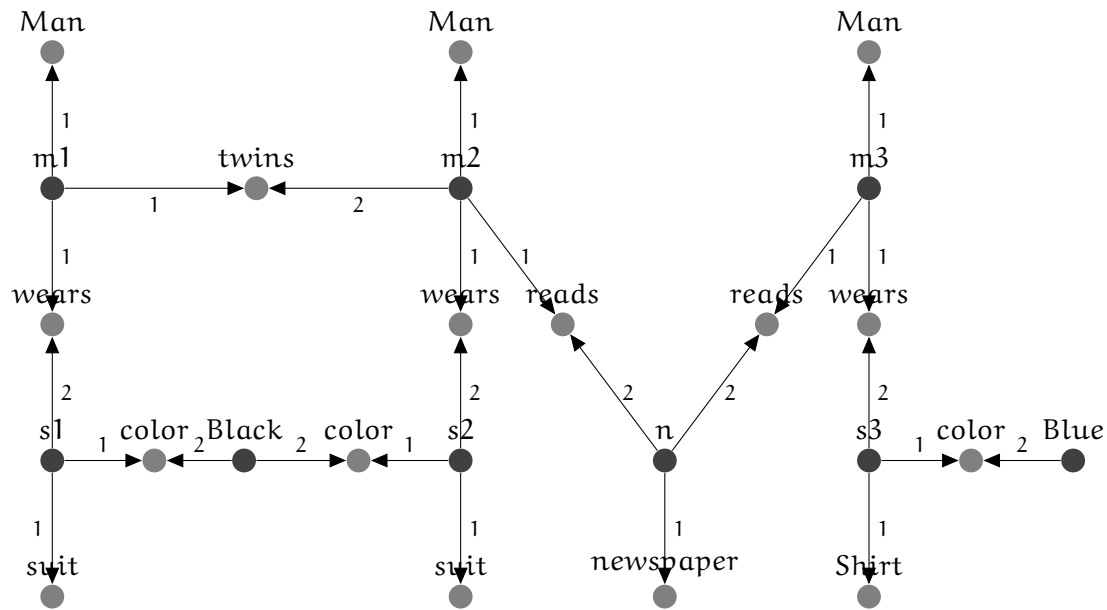 Man Man Man
1 1 1
m1 twins m2 m3
1 2
1 1 1 1 1
wears wears reads reads wears
2 2 2 2 2
s1 1 color 2 Black 2 color 1 s2 n s3 1 color 2 Blue
1 1 1 1
suit suit newspaper Shirt